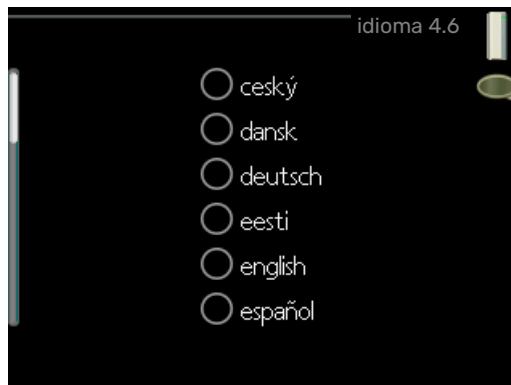 idioma 4.6
ceský
dansk
deutsch
eesti
english
español